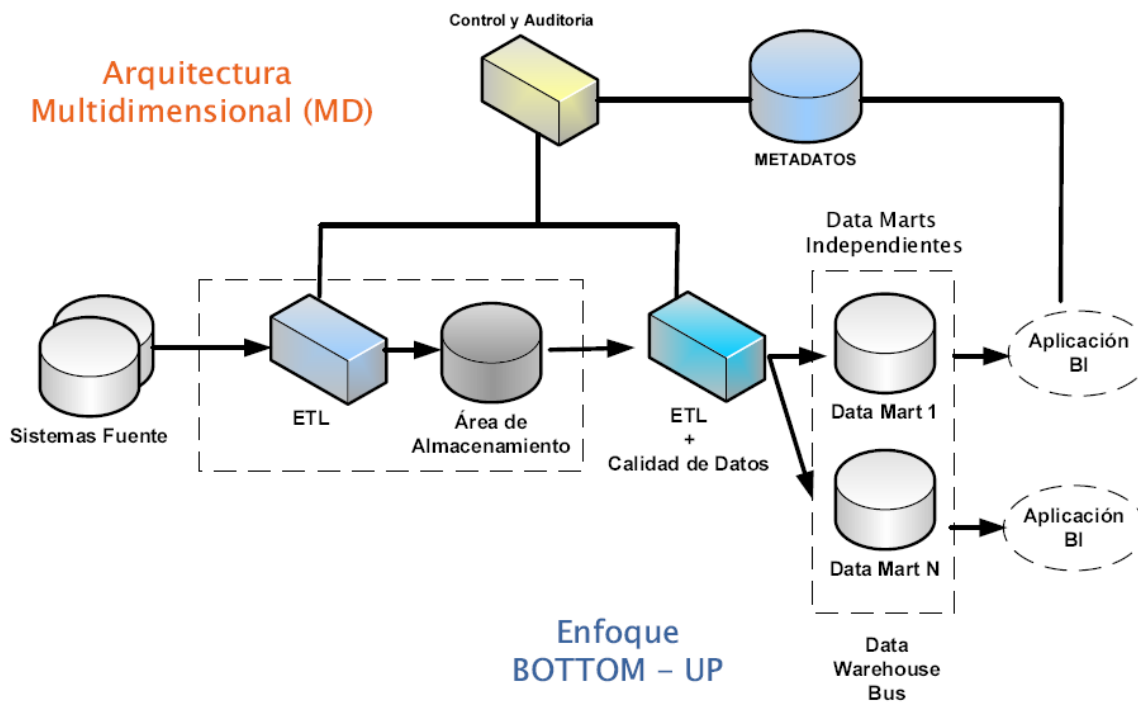 Control y Auditoria
Arquitectura
Multidimensional (MD)
METADATOS
Data Marts
Independientes
Sistemas Fuente
ETL
Área de
Almacenamiento
ETL
+
Calidad de Datos
Data Mart 1
Aplicación
BI
Data Mart N
Aplicación
BI
Enfoque
BOTTOM – UP
Data
Warehouse
Bus